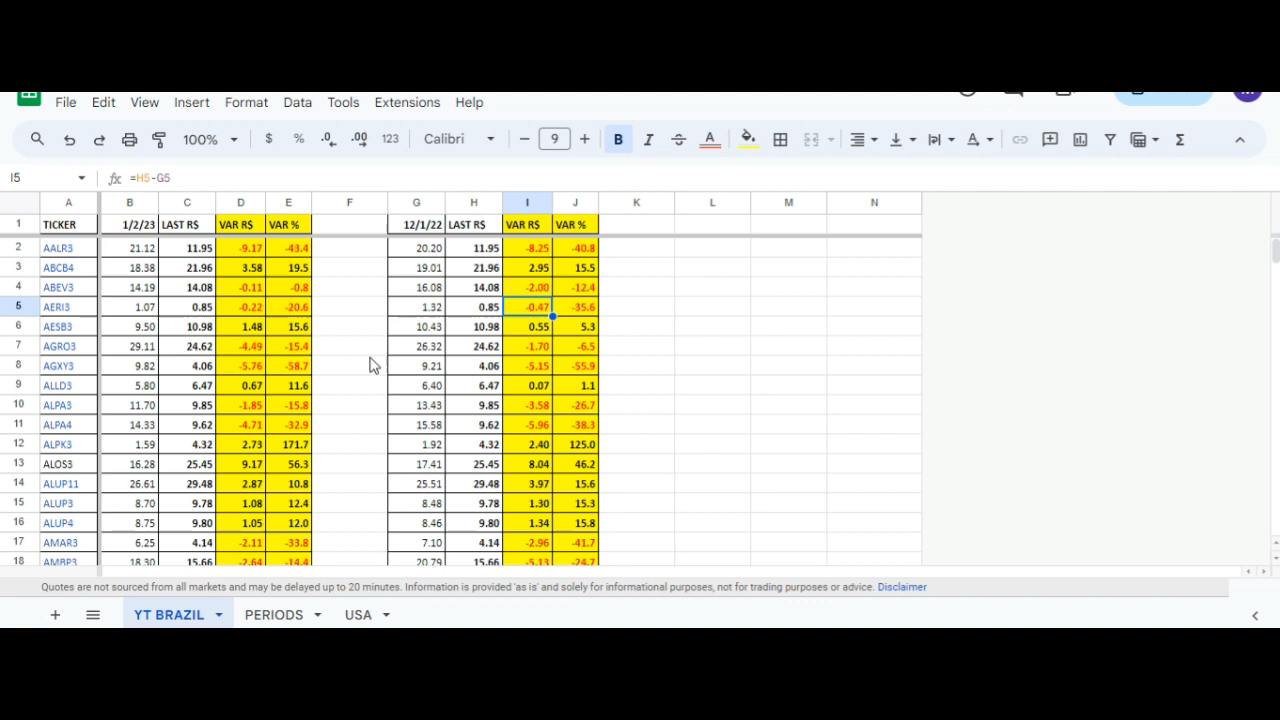 File Edit View Insert Format Data Tools Extensions Help
100% $ % .0 .00 123 Calibri 9 B I S A A Σ
I5 fx =H5-G5
A B C D E F G H I J K L M N
1 TICKER 1/2/23 LAST R$ VAR R$ VAR % 12/1/22 LAST R$ VAR R$ VAR %
2 AALR3 21.12 11.95 -9.17 -43.4 20.20 11.95 -8.25 -40.8
3 ABCB4 18.38 21.96 3.58 19.5 19.01 21.96 2.95 15.5
4 ABEV3 14.19 14.08 -0.11 -0.8 16.08 14.08 -2.00 -12.4
5 AERI3 1.07 0.85 -0.22 -20.6 1.32 0.85 -0.47 -35.6
6 AESB3 9.50 10.98 1.48 15.6 10.43 10.98 0.55 5.3
7 AGRO3 29.11 24.62 -4.49 -15.4 26.32 24.62 -1.70 -6.5
8 AGXY3 9.82 4.06 -5.76 -58.7 9.21 4.06 -5.15 -55.9
9 ALLD3 5.80 6.47 0.67 11.6 6.40 6.47 0.07 1.1
10 ALPA3 11.70 9.85 -1.85 -15.8 13.43 9.85 -3.58 -26.7
11 ALPA4 14.33 9.62 -4.71 -32.9 15.58 9.62 -5.96 -38.3
12 ALPK3 1.59 4.32 2.73 171.7 1.92 4.32 2.40 125.0
13 ALOS3 16.28 25.45 9.17 56.3 17.41 25.45 8.04 46.2
14 ALUP11 26.61 29.48 2.87 10.8 25.51 29.48 3.97 15.6
15 ALUP3 8.70 9.78 1.08 12.4 8.48 9.78 1.30 15.3
16 ALUP4 8.75 9.80 1.05 12.0 8.46 9.80 1.34 15.8
17 AMAR3 6.25 4.14 -2.11 -33.8 7.10 4.14 -2.96 -41.7
18 AMBP3 18.30 15.66 -2.64 -14.4 20.79 15.66 -5.13 -24.7
Quotes are not sourced from all markets and may be delayed up to 20 minutes. Information is provided 'as is' and solely for informational purposes, not for trading purposes or advice. Disclaimer
YT BRAZIL PERIODS USA